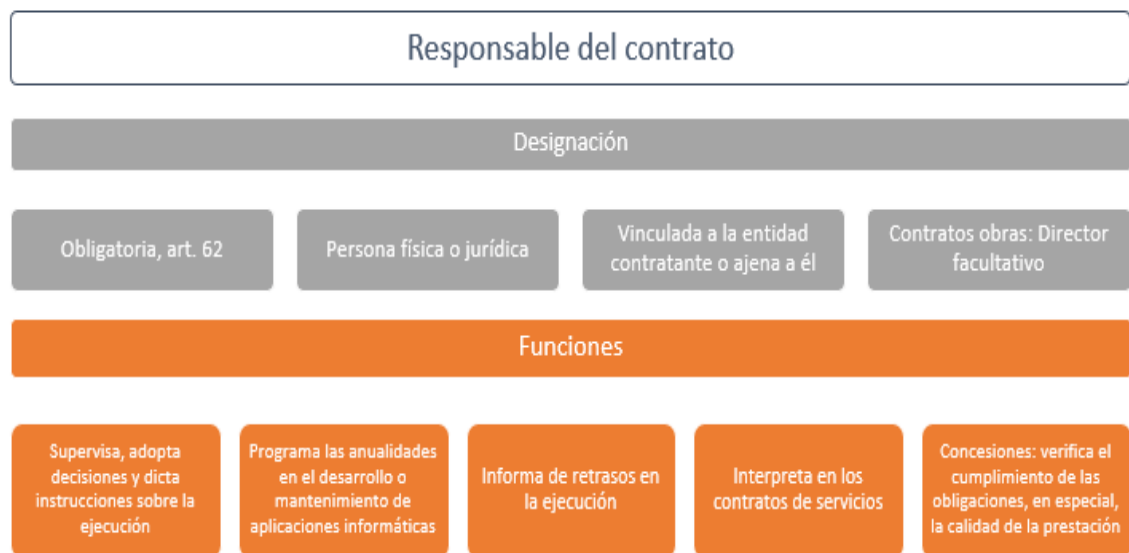 Responsable del contrato
Designación
Obligatoria, art. 62
Persona física o jurídica
Vinculada a la entidad
contratante o ajena a él
Contratos obras: Director
facultativo
Funciones
Supervisa, adopta
decisiones y dicta
instrucciones sobre la
ejecución
Programa las anualidades
en el desarrollo o
mantenimiento de
aplicaciones informáticas
Informa de retrasos en
la ejecución
Interpreta en los
contratos de servicios
Concesiones: verifica el
cumplimiento de las
obligaciones, en especial,
la calidad de la prestación